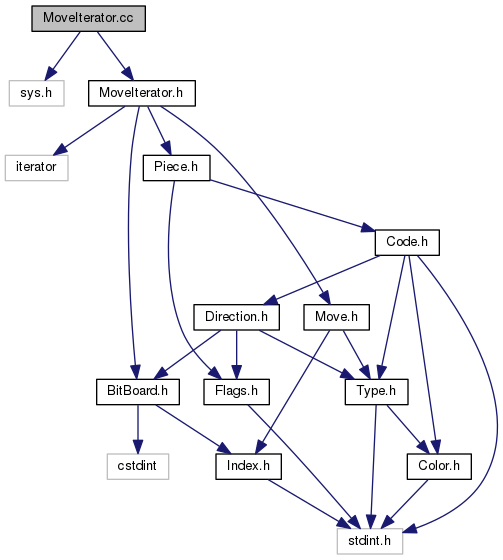 MoveIterator.cc
sys.h
MoveIterator.h
iterator
Piece.h
Code.h
Direction.h
Move.h
BitBoard.h
Flags.h
Type.h
cstdint
Index.h
Color.h
stdint.h